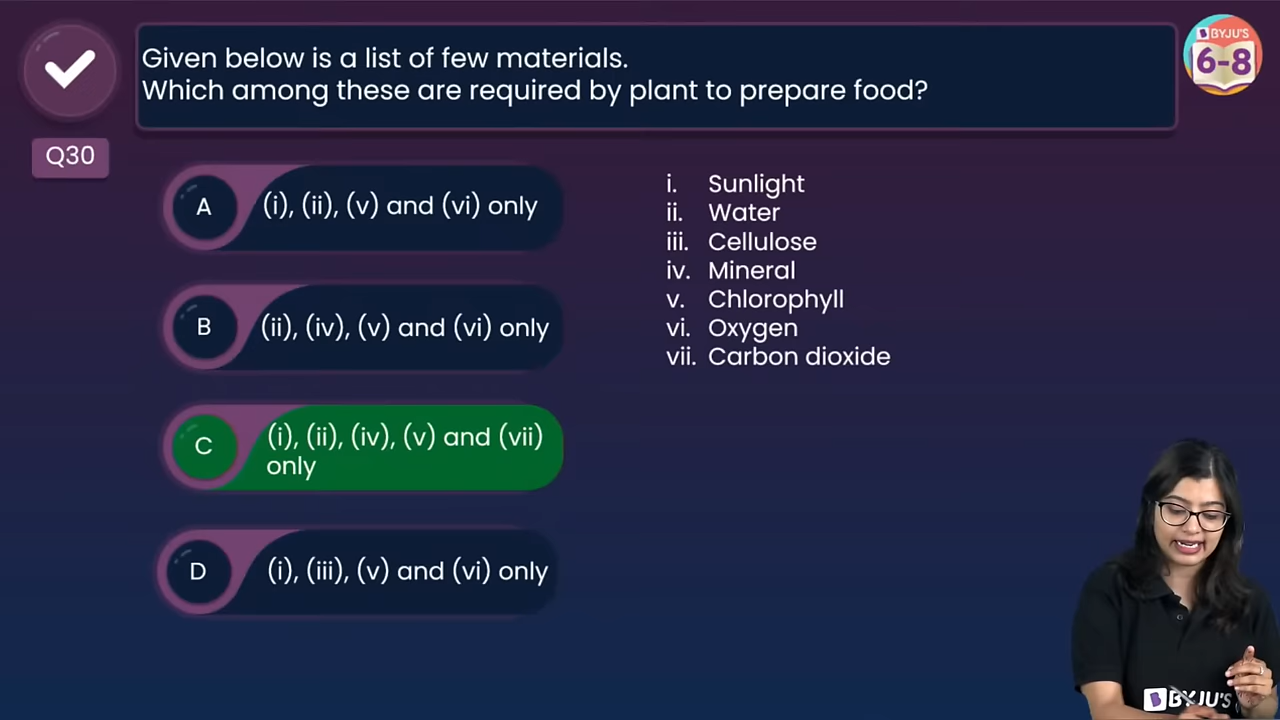 Given below is a list of few materials.
Which among these are required by plant to prepare food?
BYJU'S
6-8
Q30
A
(i), (ii), (v) and (vi) only
B
(ii), (iv), (v) and (vi) only
C
(i), (ii), (iv), (v) and (vii)
only
D
(i), (iii), (v) and (vi) only
i. Sunlight
ii. Water
iii. Cellulose
iv. Mineral
v. Chlorophyll
vi. Oxygen
vii. Carbon dioxide
BYJU'S